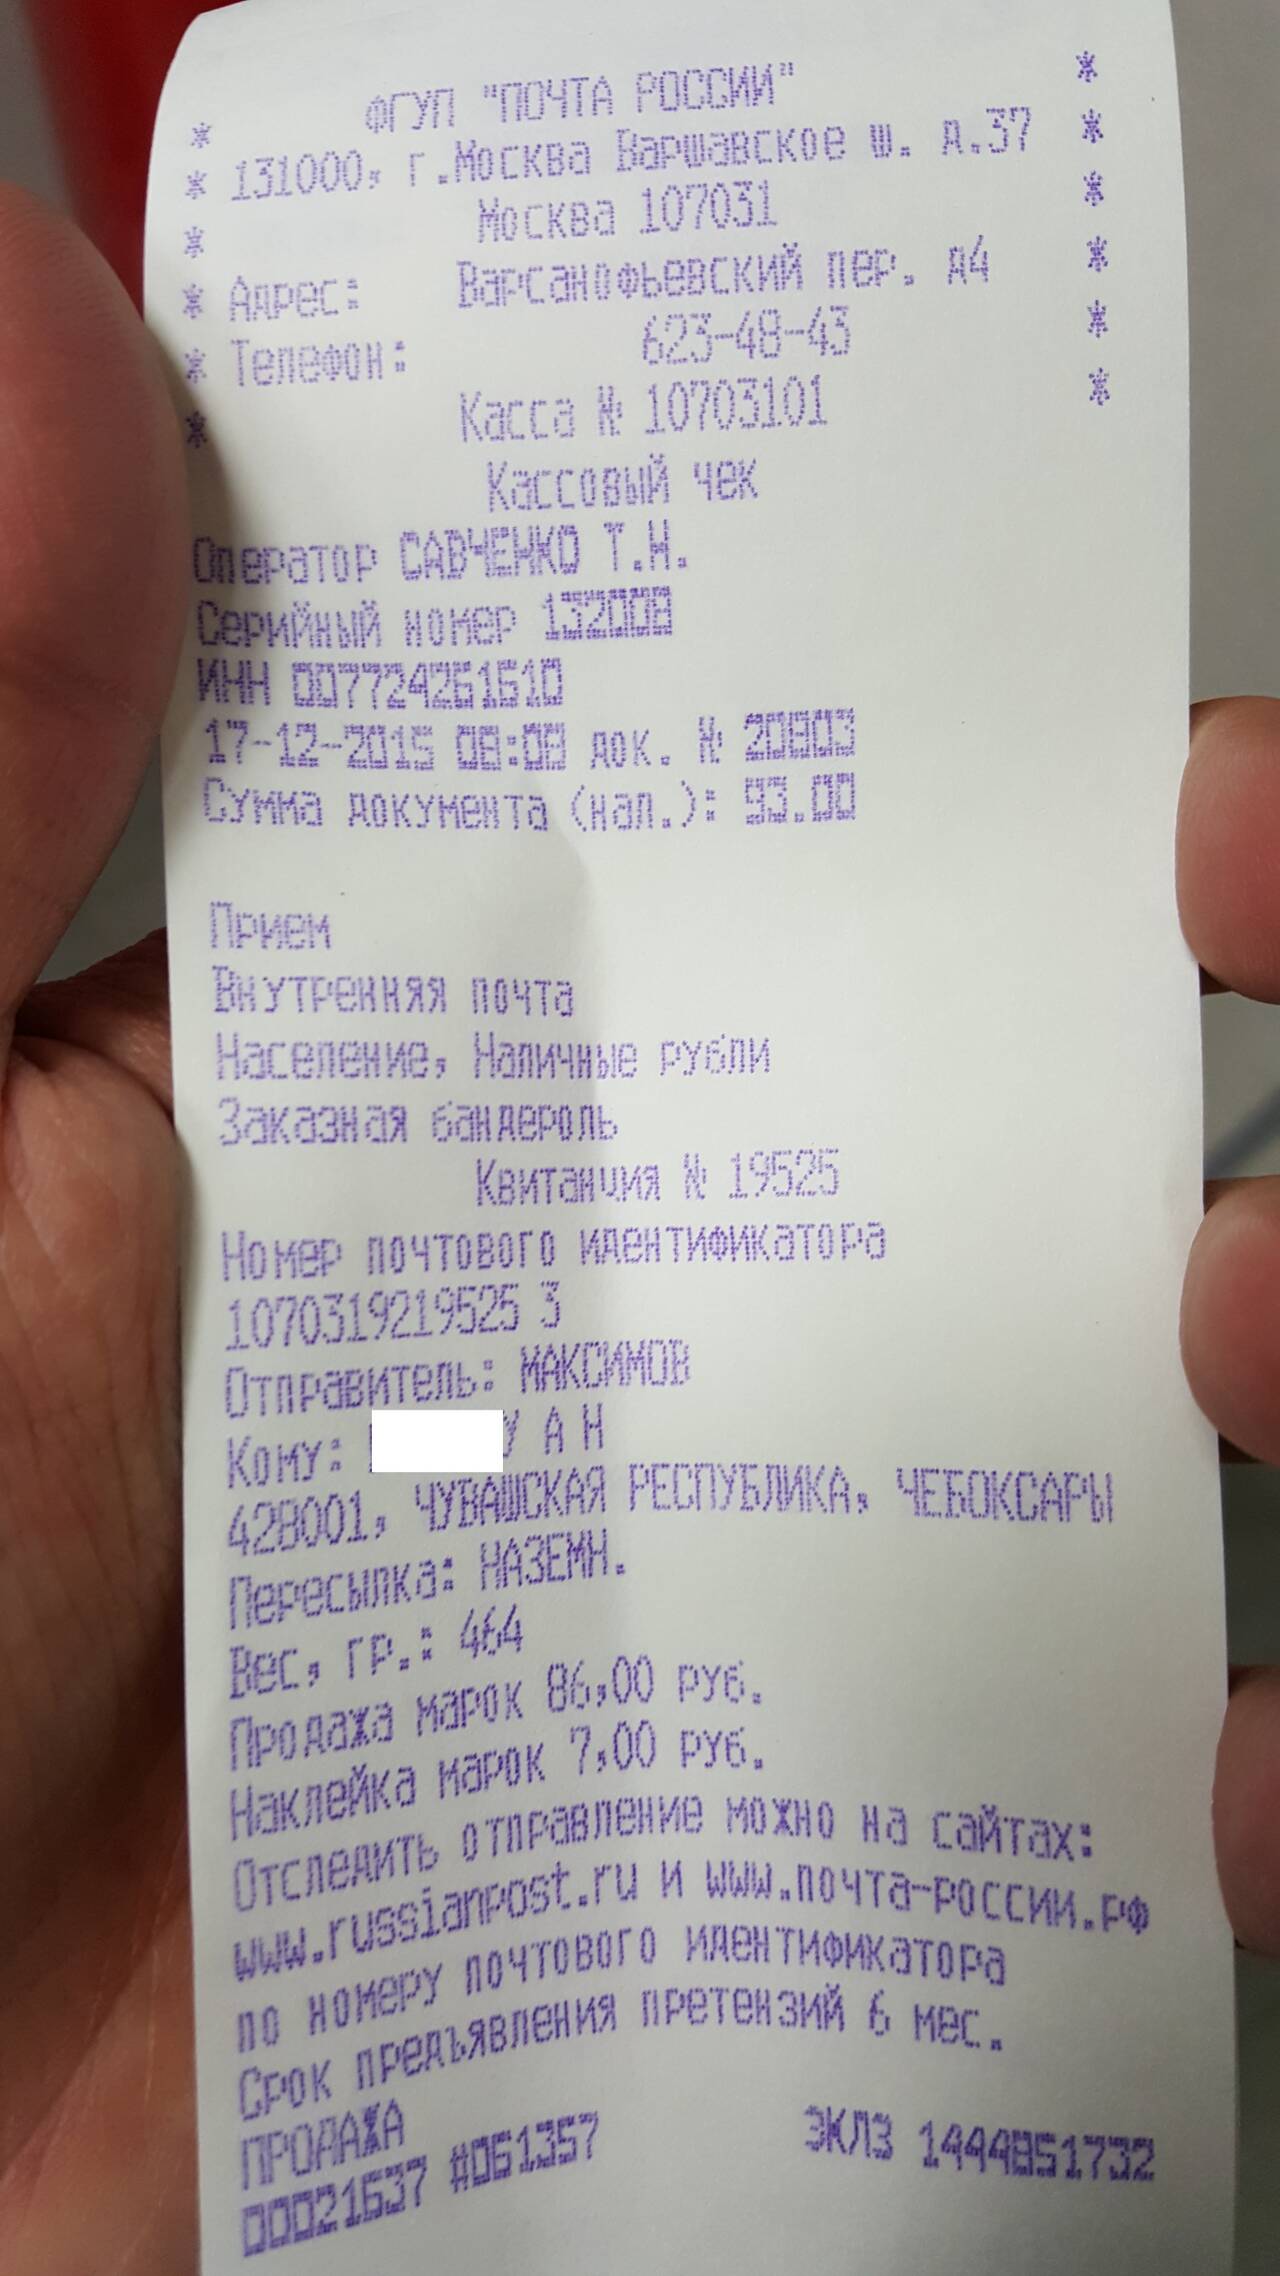 * ФГУП "ПОЧТА РОССИИ" *
* 131000, г.Москва Варшавское ш. д.37 *
* Москва 107031 *
* Адрес: Варсанофьевский пер. д4 *
* Телефон: 623-48-43 *
* Касса № 10703101 *
Кассовый чек
Оператор САВЧЕНКО Т.Н.
Серийный номер 132008
ИНН 007724261610
17-12-2015 08:08 док. № 20803
Сумма документа (нал.): 93.00
Прием
Внутренняя почта
Население, Наличные рубли
Заказная бандероль
Квитанция № 19525
Номер почтового идентификатора
1070319219525 3
Отправитель: МАКСИМОВ
Кому: У А Н
428001, ЧУВАШСКАЯ РЕСПУБЛИКА, ЧЕБОКСАРЫ
Пересылка: НАЗЕМН.
Вес, гр.: 464
Продажа марок 86,00 руб.
Наклейка марок 7,00 руб.
Отследить отправление можно на сайтах:
www.russianpost.ru и www.почта-россии.рф
по номеру почтового идентификатора
Срок предъявления претензий 6 мес.
ПРОДАЖА
00021637 #061357 ЭКЛЗ 1444851732